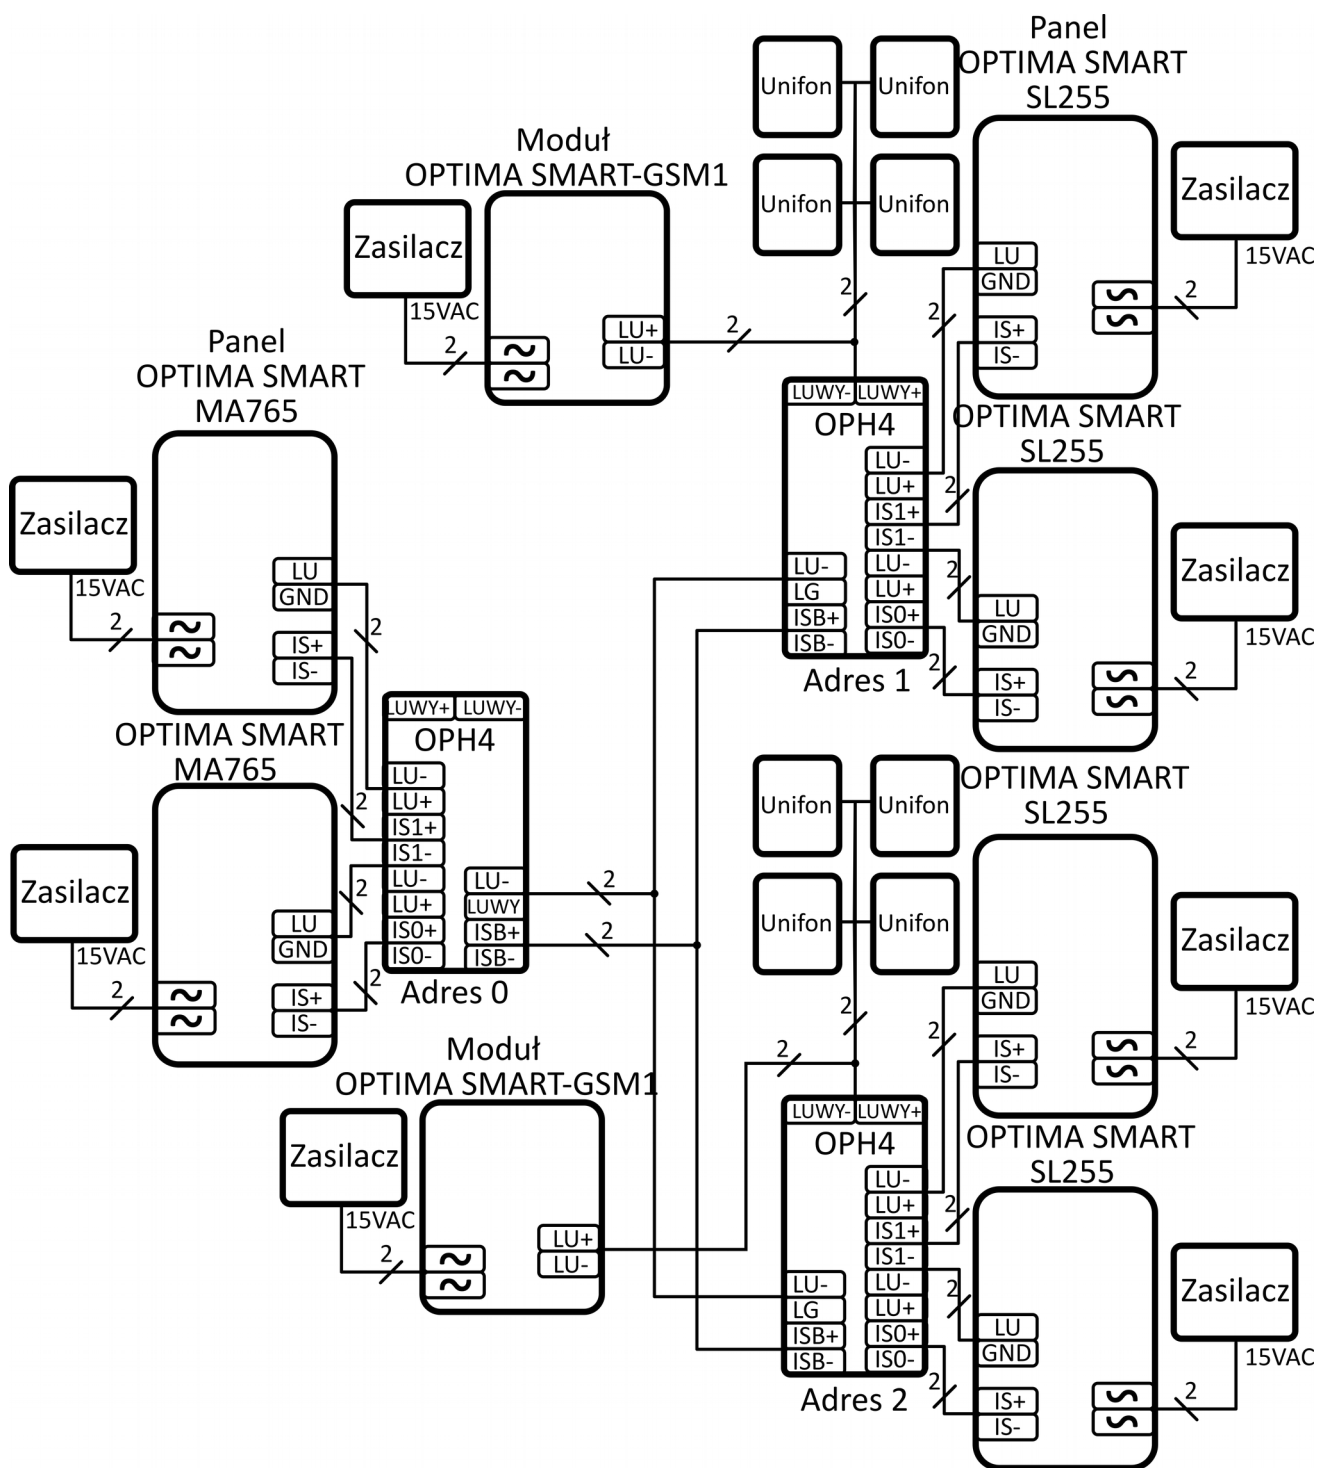 Panel
OPTIMA SMART
SL255
Unifon
Unifon
Unifon
Unifon
Zasilacz
15VAC
2
LU
GND
IS+
IS-
2
2
Moduł
OPTIMA SMART-GSM1
Zasilacz
15VAC
2
LU+
LU-
2
LUWY-
LUWY+
OPH4
LU-
LU+
IS1+
IS1-
LU-
LU+
IS0+
IS0-
LU-
LG
ISB+
ISB-
Adres 1
2
2
2
OPTIMA SMART
SL255
LU
GND
IS+
IS-
Zasilacz
15VAC
2
Panel
OPTIMA SMART
MA765
Zasilacz
15VAC
2
LU
GND
IS+
IS-
2
2
OPTIMA SMART
MA765
Zasilacz
15VAC
2
LU
GND
IS+
IS-
2
2
LUWY+
LUWY-
OPH4
LU-
LU+
IS1+
IS1-
LU-
LU+
IS0+
IS0-
LU-
LUWY
ISB+
ISB-
Adres 0
2
2
Unifon
Unifon
Unifon
Unifon
2
OPTIMA SMART
SL255
LU
GND
IS+
IS-
Zasilacz
15VAC
2
2
Moduł
OPTIMA SMART-GSM1
Zasilacz
15VAC
2
LU+
LU-
2
LUWY-
LUWY+
OPH4
LU-
LU+
IS1+
IS1-
LU-
LU+
IS0+
IS0-
LU-
LG
ISB+
ISB-
Adres 2
2
2
2
OPTIMA SMART
SL255
LU
GND
IS+
IS-
Zasilacz
15VAC
2